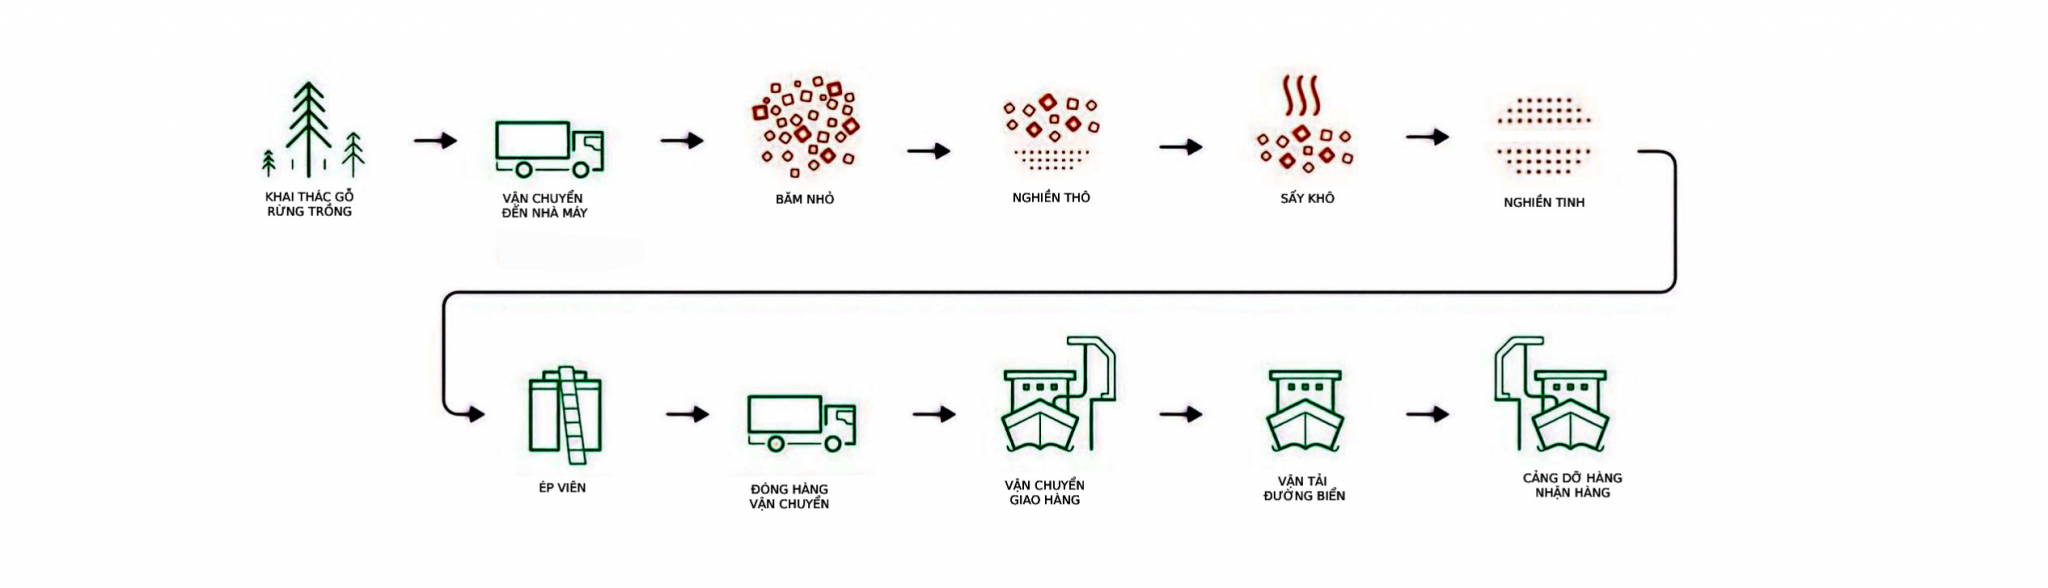 KHAI THÁC GỖ
RỪNG TRỒNG
VẬN CHUYỂN
ĐẾN NHÀ MÁY
BĂM NHỎ
NGHIỀN THÔ
SẤY KHÔ
NGHIỀN TINH
ÉP VIÊN
ĐÓNG HÀNG
VẬN CHUYỂN
VẬN CHUYỂN
GIAO HÀNG
VẬN TẢI
ĐƯỜNG BIỂN
CẢNG DỠ HÀNG
NHẬN HÀNG